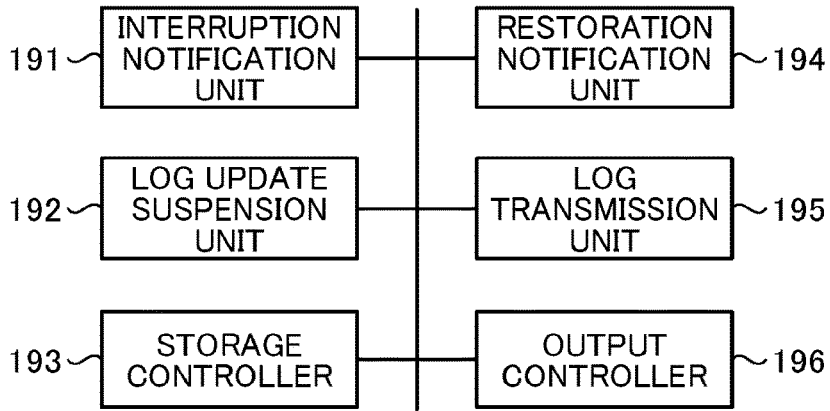 191
INTERRUPTION
NOTIFICATION
UNIT
RESTORATION
NOTIFICATION
UNIT
194
192
LOG UPDATE
SUSPENSION
UNIT
LOG
TRANSMISSION
UNIT
195
193
STORAGE
CONTROLLER
OUTPUT
CONTROLLER
196